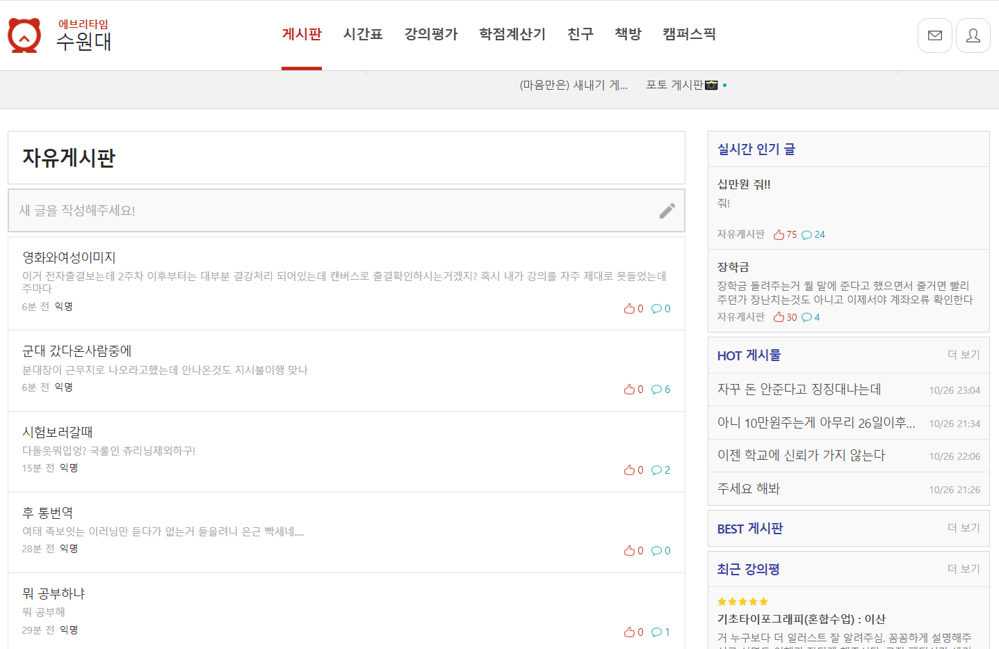 에브리타임
수원대
게시판 시간표 강의평가 학점계산기 친구 책방 캠퍼스픽
(마음만은) 새내기 게... 포토 게시판📷
자유게시판
새 글을 작성해주세요!
영화와여성이미지
이거 전자출결보는데 2주차 이후부터는 대부분 결강처리 되어있는데 캔버스로 출결확인하시는거겠지? 혹시 내가 강의를 자주 제대로 못들었는데
주마다
6분 전 익명
0 0
군대 갔다온사람중에
분대장이 근무지로 나오라고했는데 안나온것도 지시불이행 맞나
6분 전 익명
0 6
시험보러갈때
다들옷뭐입엉? 국룰인 츄리닝제외하구!
15분 전 익명
0 2
후 통번역
여태 족보잇는 이러닝만 듣다가 없는거 들을려니 은근 빡세네.....
28분 전 익명
0 0
뭐 공부하냐
뭐 공부해
29분 전 익명
0 1
실시간 인기 글
십만원 줘!!
줘!
자유게시판 75 24
장학금
장학금 돌려주는거 월 말에 준다고 했으면서 줄거면 빨리
주던가 장난치는것도 아니고 이제서야 계좌오류 확인한다
자유게시판 30 4
HOT 게시물 더 보기
자꾸 돈 안준다고 징징대냐는데 10/26 23:04
아니 10만원주는게 아무리 26일이후... 10/26 21:34
이젠 학교에 신뢰가 가지 않는다 10/26 22:06
주세요 해봐 10/26 21:26
BEST 게시판 더 보기
최근 강의평 더 보기
기초타이포그래피(혼합수업) : 이산
거 누구보다 더 일러스트 잘 알려주심. 꼼꼼하게 설명해주